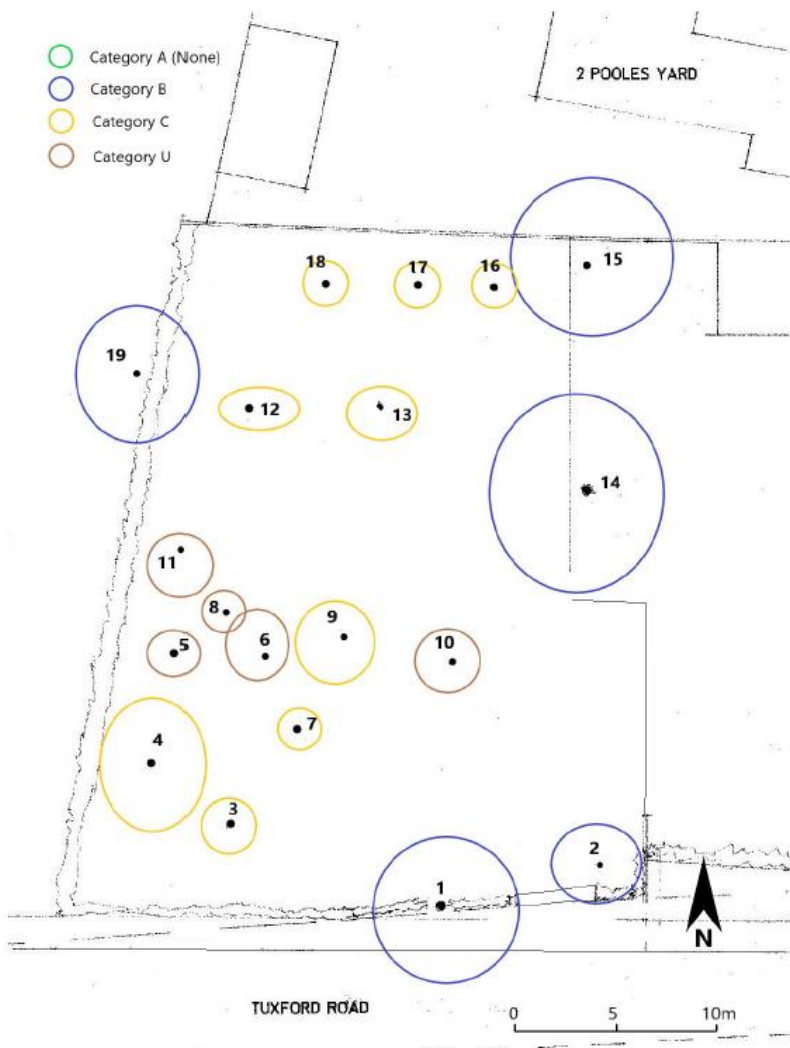 Category A (None)
Category B
Category C
Category U
2 POOLES YARD
18
17
16
15
19
12
13
14
11
8
9
5
6
10
7
4
3
1
2
N
TUXFORD ROAD
0 5 10m